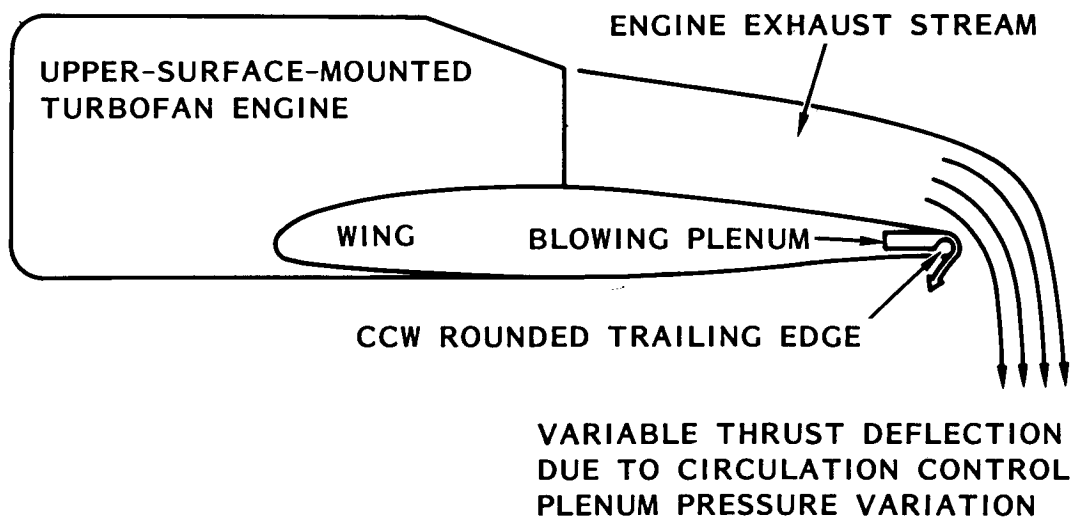 ENGINE EXHAUST STREAM
UPPER-SURFACE-MOUNTED
TURBOFAN ENGINE
WING
BLOWING PLENUM
CCW ROUNDED TRAILING EDGE
VARIABLE THRUST DEFLECTION
DUE TO CIRCULATION CONTROL
PLENUM PRESSURE VARIATION